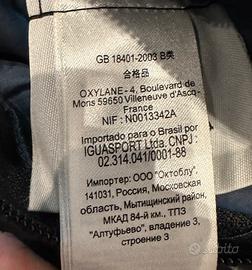 GB 18401-2003 B类
合格品
OXYLANE - 4, Boulevard de
Mons 59650 Villeneuve d'Ascq-
France
NIF : N0013342A
Importado para o Brasil por
IGUASPORT Ltda. CNPJ :
02.314.041/0001-88
Импортер: ООО "Октоблу",
141031, Россия, Московская
область, Мытищинский район,
МКАД 84-й км., ТПЗ
"Алтуфьево", владение 3,
строение 3
subito